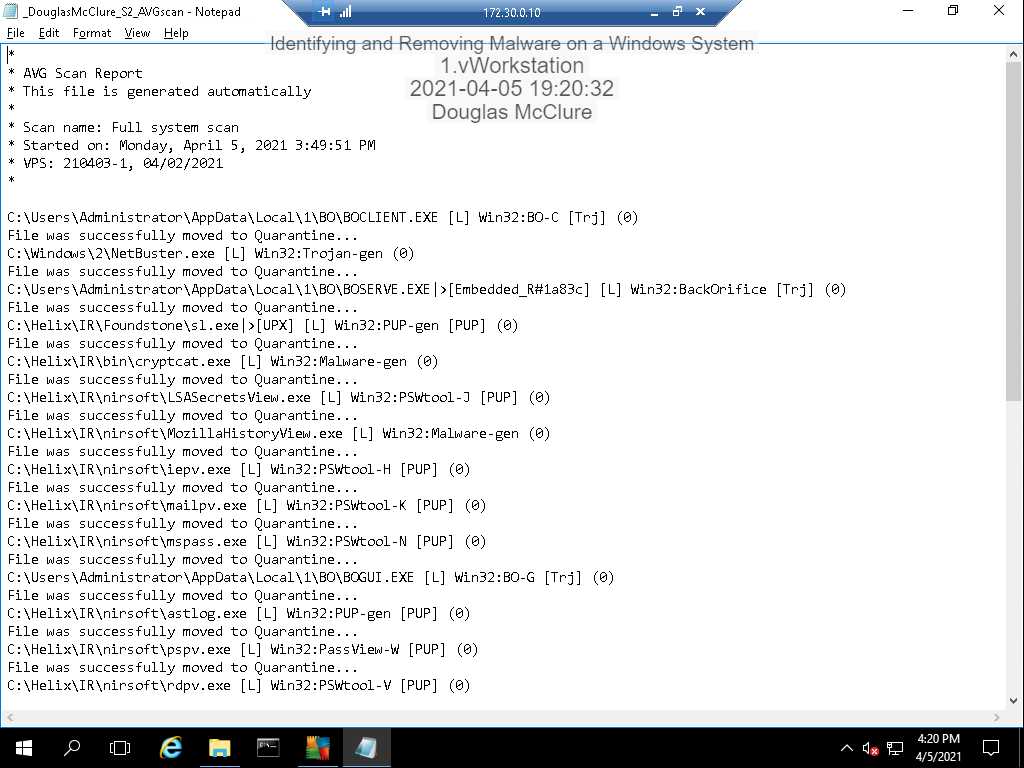 _DouglasMcClure_S2_AVGscan - Notepad
172.30.0.10
File Edit Format View Help
Identifying and Removing Malware on a Windows System
1.vWorkstation
2021-04-05 19:20:32
Douglas McClure
*
* AVG Scan Report
* This file is generated automatically
*
* Scan name: Full system scan
* Started on: Monday, April 5, 2021 3:49:51 PM
* VPS: 210403-1, 04/02/2021
*
C:\Users\Administrator\AppData\Local\1\BO\BOCLIENT.EXE [L] Win32:BO-C [Trj] (0)
File was successfully moved to Quarantine...
C:\Windows\2\NetBuster.exe [L] Win32:Trojan-gen (0)
File was successfully moved to Quarantine...
C:\Users\Administrator\AppData\Local\1\BO\BOSERVE.EXE|>[Embedded_R#1a83c] [L] Win32:BackOrifice [Trj] (0)
File was successfully moved to Quarantine...
C:\Helix\IR\Foundstone\sl.exe|>[UPX] [L] Win32:PUP-gen [PUP] (0)
File was successfully moved to Quarantine...
C:\Helix\IR\bin\cryptcat.exe [L] Win32:Malware-gen (0)
File was successfully moved to Quarantine...
C:\Helix\IR\nirsoft\LSASecretsView.exe [L] Win32:PSWtool-J [PUP] (0)
File was successfully moved to Quarantine...
C:\Helix\IR\nirsoft\MozillaHistoryView.exe [L] Win32:Malware-gen (0)
File was successfully moved to Quarantine...
C:\Helix\IR\nirsoft\iepv.exe [L] Win32:PSWtool-H [PUP] (0)
File was successfully moved to Quarantine...
C:\Helix\IR\nirsoft\mailpv.exe [L] Win32:PSWtool-K [PUP] (0)
File was successfully moved to Quarantine...
C:\Helix\IR\nirsoft\mspass.exe [L] Win32:PSWtool-N [PUP] (0)
File was successfully moved to Quarantine...
C:\Users\Administrator\AppData\Local\1\BO\BOGUI.EXE [L] Win32:BO-G [Trj] (0)
File was successfully moved to Quarantine...
C:\Helix\IR\nirsoft\astlog.exe [L] Win32:PUP-gen [PUP] (0)
File was successfully moved to Quarantine...
C:\Helix\IR\nirsoft\pspv.exe [L] Win32:PassView-W [PUP] (0)
File was successfully moved to Quarantine...
C:\Helix\IR\nirsoft\rdpv.exe [L] Win32:PSWtool-V [PUP] (0)
4:20 PM
4/5/2021